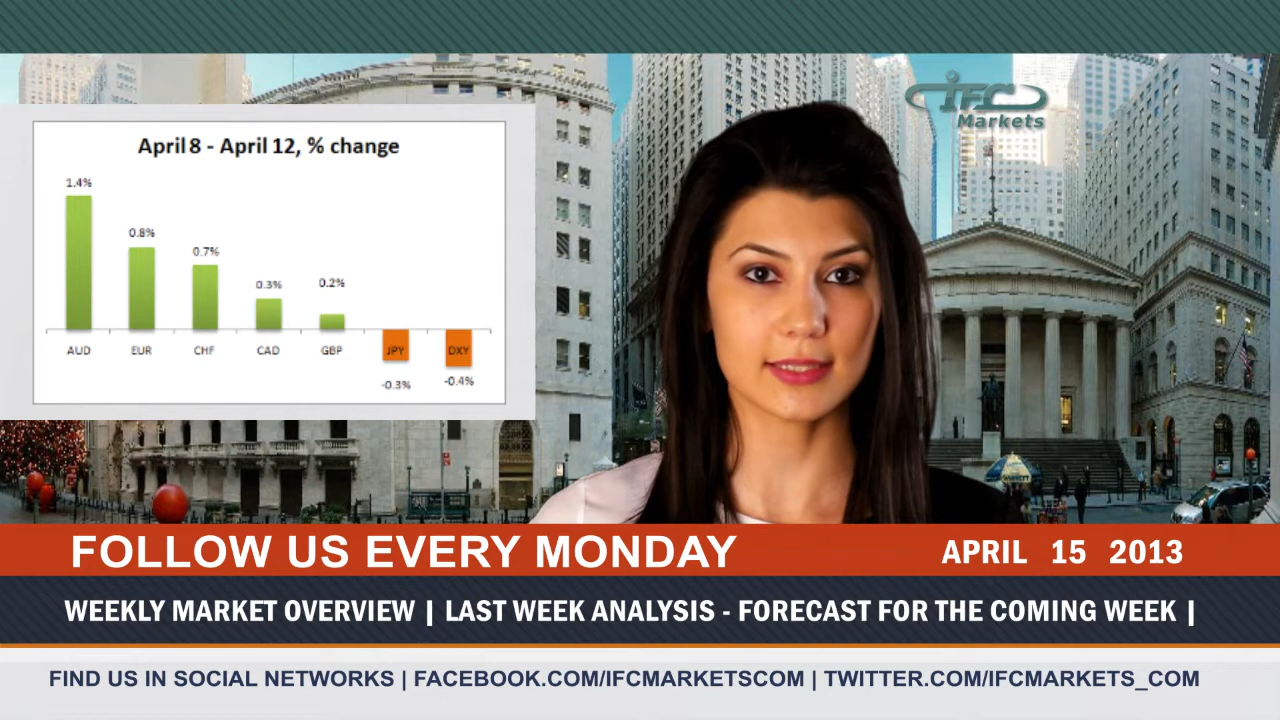 April 8 - April 12, % change
1.4%
0.8%
0.7%
0.3%
0.2%
AUD
EUR
CHF
CAD
GBP
JPY
DXY
-0.3%
-0.4%
IFC
Markets
FOLLOW US EVERY MONDAY
APRIL 15 2013
WEEKLY MARKET OVERVIEW | LAST WEEK ANALYSIS - FORECAST FOR THE COMING WEEK |
FIND US IN SOCIAL NETWORKS | FACEBOOK.COM/IFCMARKETSCOM | TWITTER.COM/IFCMARKETS_COM